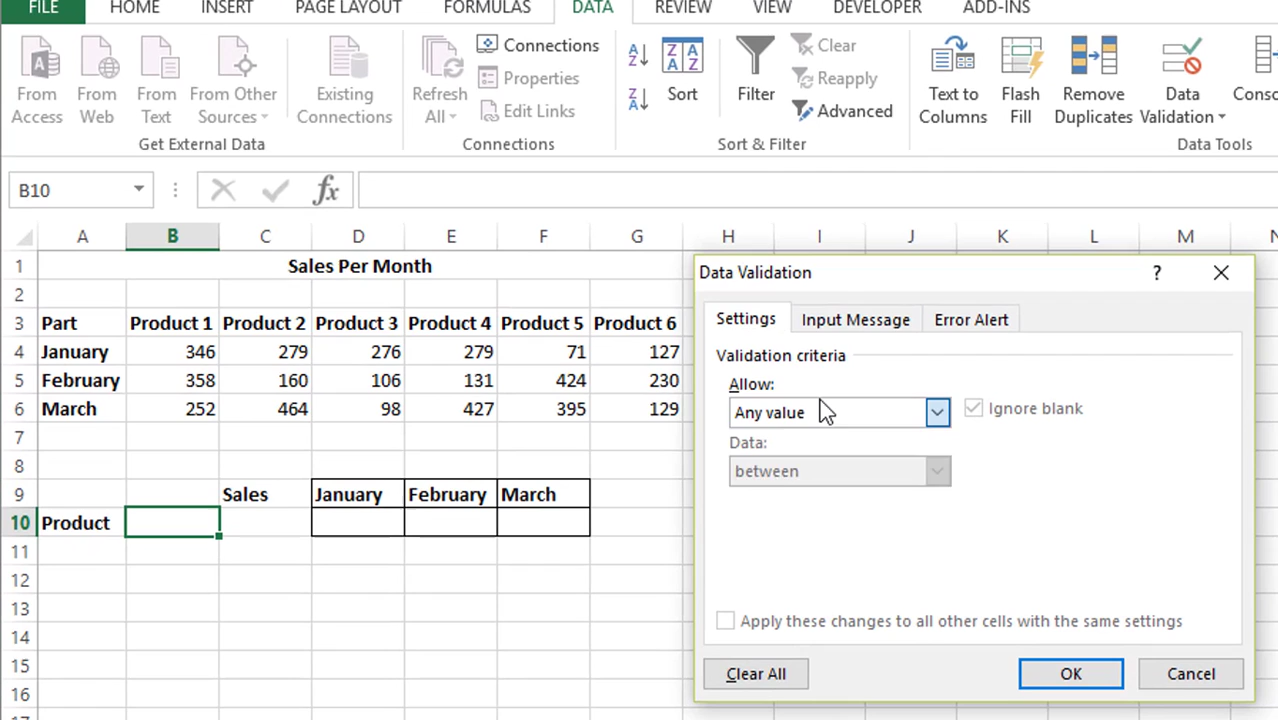 FILE HOME INSERT PAGE LAYOUT FORMULAS DATA REVIEW VIEW DEVELOPER ADD-INS
From Access
From Web
From Text
From Other Sources
Existing Connections
Refresh All
Connections
Properties
Edit Links
A Z
Z A
Z A A Z
Sort
Filter
Clear
Reapply
Advanced
Text to Columns
Flash Fill
Remove Duplicates
Data Validation
Get External Data
Connections
Sort & Filter
Data Tools
B10
fx
A B C D E F G H I J K L M
1 Sales Per Month
2
3 Part Product 1 Product 2 Product 3 Product 4 Product 5 Product 6
4 January 346 279 276 279 71 127
5 February 358 160 106 131 424 230
6 March 252 464 98 427 395 129
7
8
9 Sales January February March
10 Product
11
12
13
14
15
16
Data Validation ?
Settings Input Message Error Alert
Validation criteria
Allow:
Any value Ignore blank
Data:
between
Apply these changes to all other cells with the same settings
Clear All OK Cancel